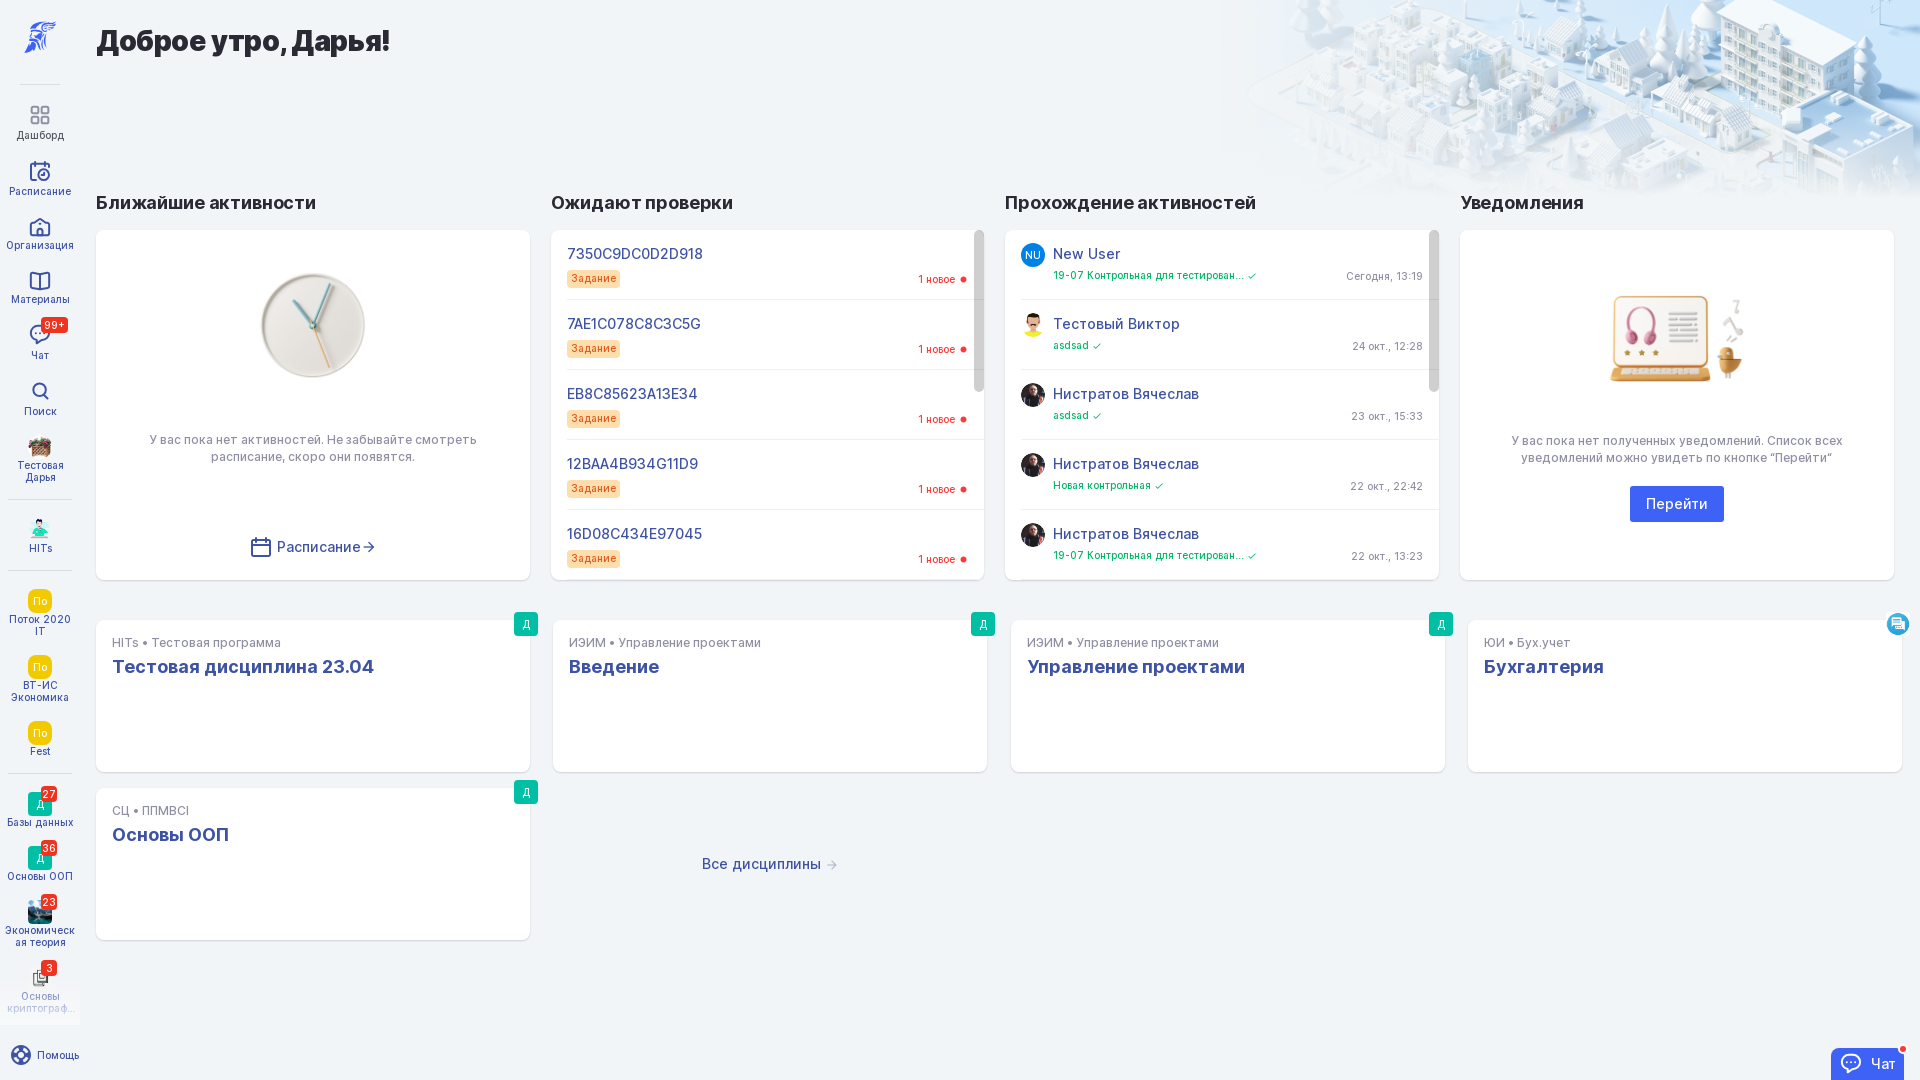 Доброе утро, Дарья!
Дашборд
Расписание
Организация
Материалы
99+
Чат
Поиск
Тестовая
Дарья
HITs
По
Поток 2020
IT
По
ВТ-ИС
Экономика
По
Fest
27
Д
Базы данных
36
Д
Основы ООП
23
Экономическ
ая теория
3
Основы
криптограф...
Помощь
Ближайшие активности
У вас пока нет активностей. Не забывайте смотреть
расписание, скоро они появятся.
Расписание
Ожидают проверки
7350C9DC0D2D918
Задание
1 новое
7AE1C078C8C3C5G
Задание
1 новое
EB8C85623A13E34
Задание
1 новое
12BAA4B934G11D9
Задание
1 новое
16D08C434E97045
Задание
1 новое
Прохождение активностей
NU
New User
19-07 Контрольная для тестирован...
Сегодня, 13:19
Тестовый Виктор
asdsad
24 окт., 12:28
Нистратов Вячеслав
asdsad
23 окт., 15:33
Нистратов Вячеслав
Новая контрольная
22 окт., 22:42
Нистратов Вячеслав
19-07 Контрольная для тестирован...
22 окт., 13:23
Уведомления
У вас пока нет полученных уведомлений. Список всех
уведомлений можно увидеть по кнопке “Перейти“
Перейти
Д
HITs • Тестовая программа
Тестовая дисциплина 23.04
Д
ИЭИМ • Управление проектами
Введение
Д
ИЭИМ • Управление проектами
Управление проектами
ЮИ • Бух.учет
Бухгалтерия
Д
СЦ • ППМВСІ
Основы ООП
Все дисциплины
Чат